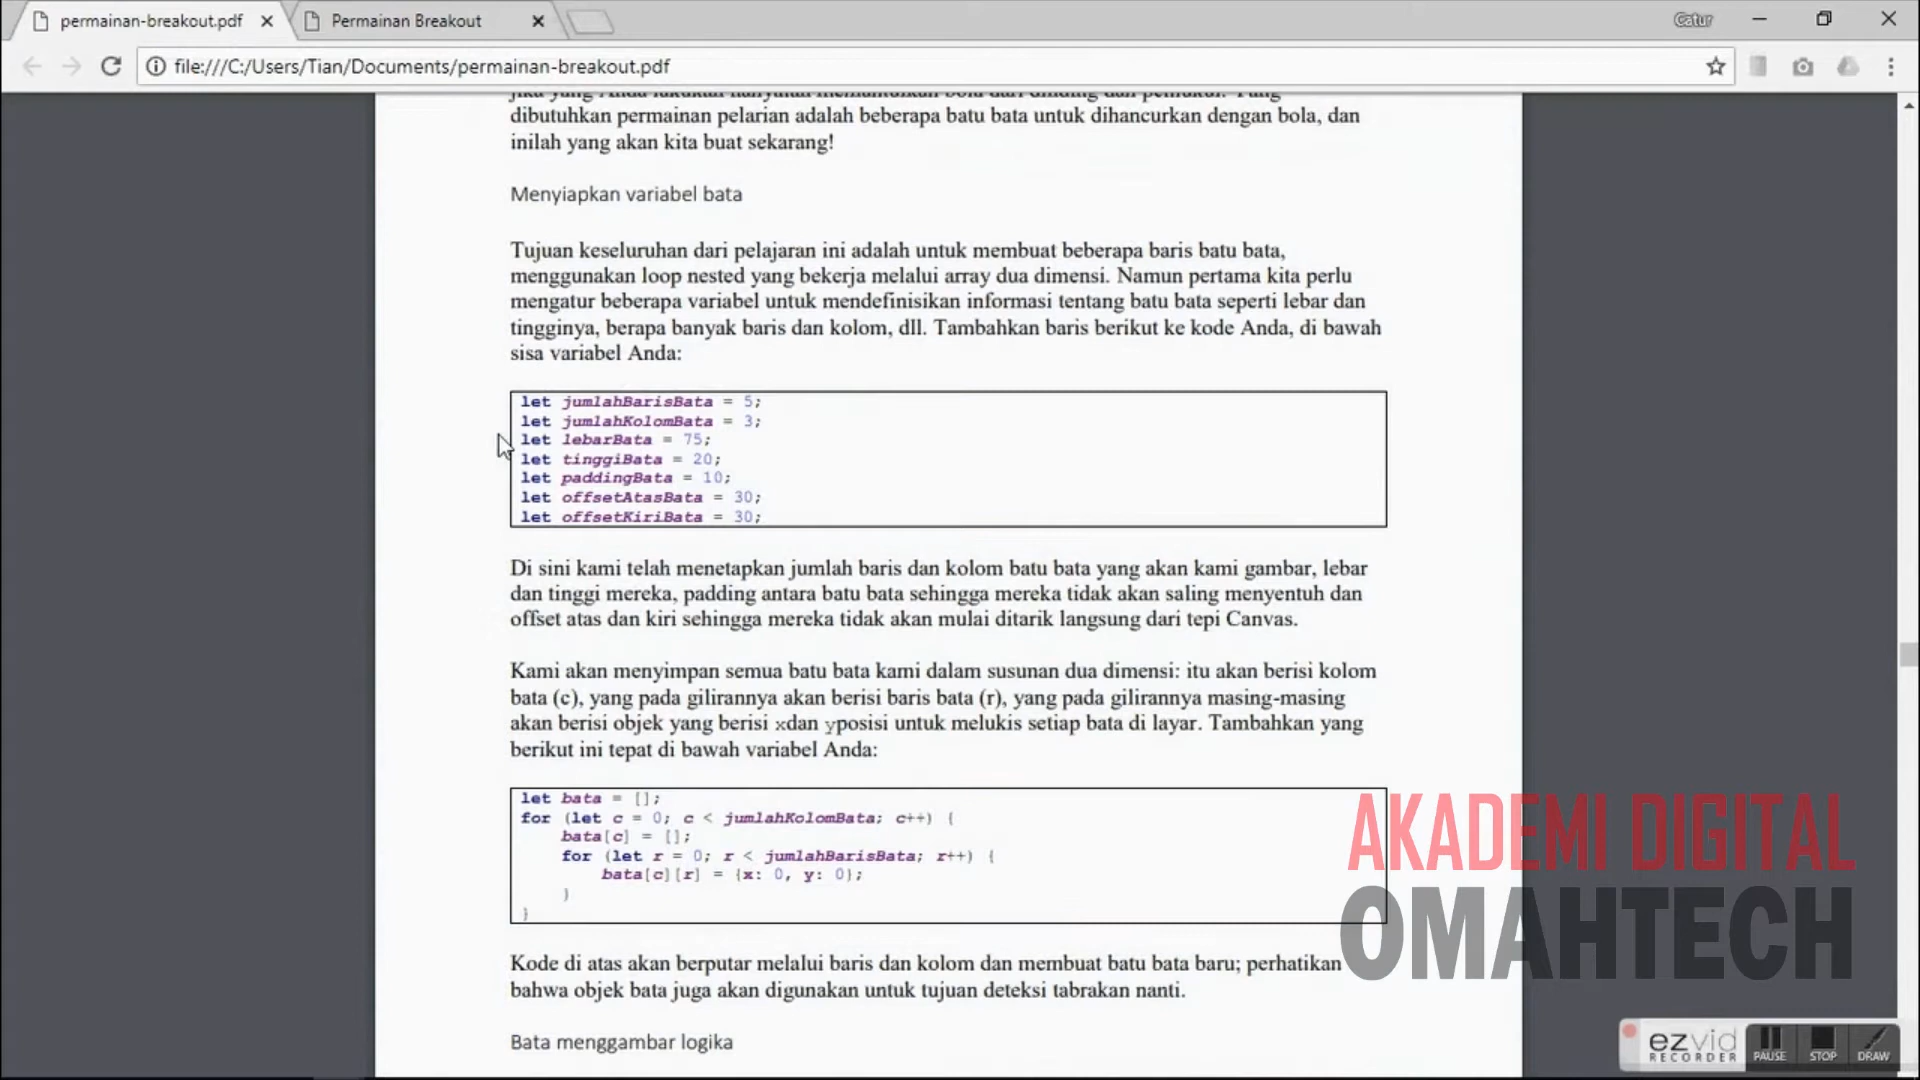 permainan-breakout.pdf
Permainan Breakout
Catur
file:///C:/Users/Tian/Documents/permainan-breakout.pdf
dibutuhkan permainan pelarian adalah beberapa batu bata untuk dihancurkan dengan bola, dan
inilah yang akan kita buat sekarang!
Menyiapkan variabel bata
Tujuan keseluruhan dari pelajaran ini adalah untuk membuat beberapa baris batu bata,
menggunakan loop nested yang bekerja melalui array dua dimensi. Namun pertama kita perlu
mengatur beberapa variabel untuk mendefinisikan informasi tentang batu bata seperti lebar dan
tingginya, berapa banyak baris dan kolom, dll. Tambahkan baris berikut ke kode Anda, di bawah
sisa variabel Anda:
let jumlahBarisBata = 5;
let jumlahKolomBata = 3;
let lebarBata = 75;
let tinggiBata = 20;
let paddingBata = 10;
let offsetAtasBata = 30;
let offsetKiriBata = 30;
Di sini kami telah menetapkan jumlah baris dan kolom batu bata yang akan kami gambar, lebar
dan tinggi mereka, padding antara batu bata sehingga mereka tidak akan saling menyentuh dan
offset atas dan kiri sehingga mereka tidak akan mulai ditarik langsung dari tepi Canvas.
Kami akan menyimpan semua batu bata kami dalam susunan dua dimensi: itu akan berisi kolom
bata (c), yang pada gilirannya akan berisi baris bata (r), yang pada gilirannya masing-masing
akan berisi objek yang berisi xdan yposisi untuk melukis setiap bata di layar. Tambahkan yang
berikut ini tepat di bawah variabel Anda:
let bata = [];
for (let c = 0; c < jumlahKolomBata; c++) {
bata[c] = [];
for (let r = 0; r < jumlahBarisBata; r++) {
bata[c][r] = {x: 0, y: 0};
}
}
Kode di atas akan berputar melalui baris dan kolom dan membuat batu bata baru; perhatikan
bahwa objek bata juga akan digunakan untuk tujuan deteksi tabrakan nanti.
Bata menggambar logika
AKADEMI DIGITAL
OMAHTECH
ezvid
RECORDER
PAUSE
STOP
DRAW